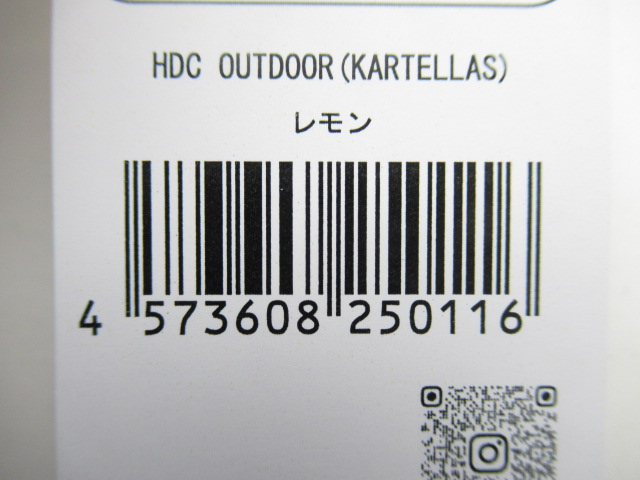 HDC OUTDOOR(KARTELLAS)
レモン
4 573608 250116